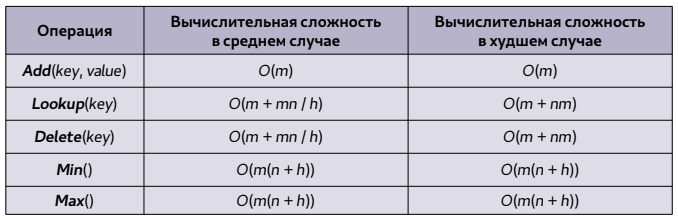 Операция Вычислительная сложность в среднем случае Вычислительная сложность в худшем случае
Add(key, value) O(m) O(m)
Lookup(key) O(m + mn / h) O(m + nm)
Delete(key) O(m + mn / h) O(m + nm)
Min() O(m(n + h)) O(m(n + h))
Max() O(m(n + h)) O(m(n + h))